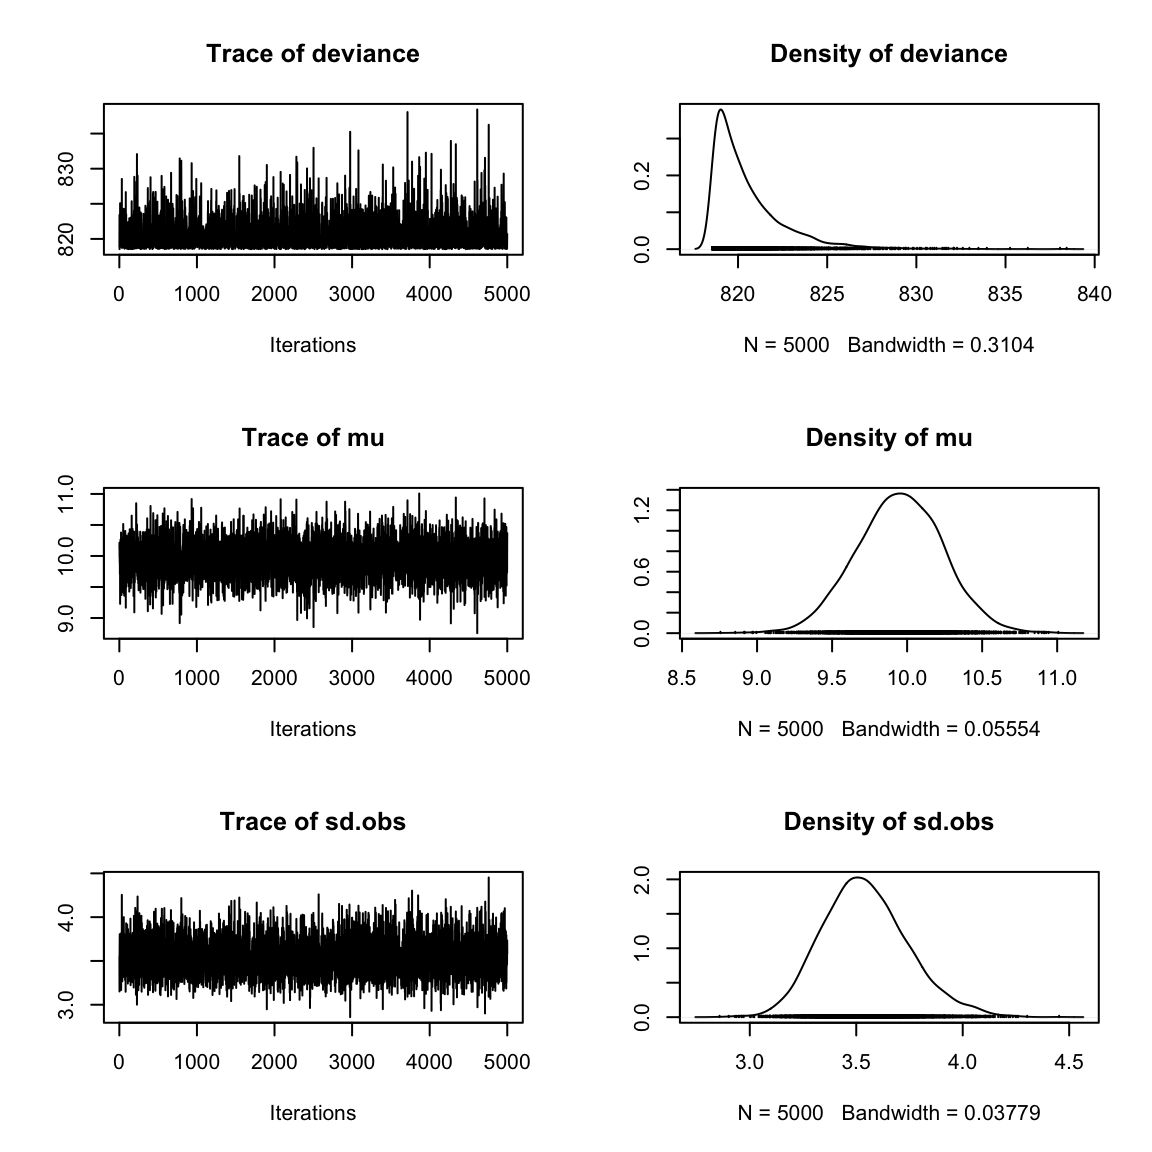 Trace of deviance
830
820
0 1000 2000 3000 4000 5000
Iterations
Density of deviance
0.2
0.0
820 825 830 835 840
N = 5000 Bandwidth = 0.3104
Trace of mu
11.0
10.0
9.0
0 1000 2000 3000 4000 5000
Iterations
Density of mu
1.2
0.6
0.0
8.5 9.0 9.5 10.0 10.5 11.0
N = 5000 Bandwidth = 0.05554
Trace of sd.obs
4.0
3.0
0 1000 2000 3000 4000 5000
Iterations
Density of sd.obs
2.0
1.0
0.0
3.0 3.5 4.0 4.5
N = 5000 Bandwidth = 0.03779